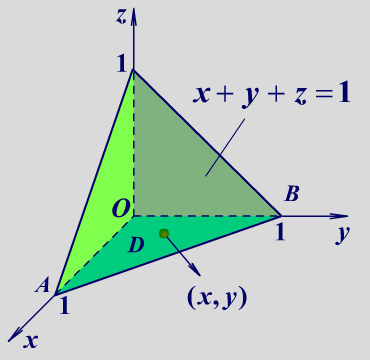 z
1
x + y + z = 1
O
B
D
1
y
A
1
(x, y)
x